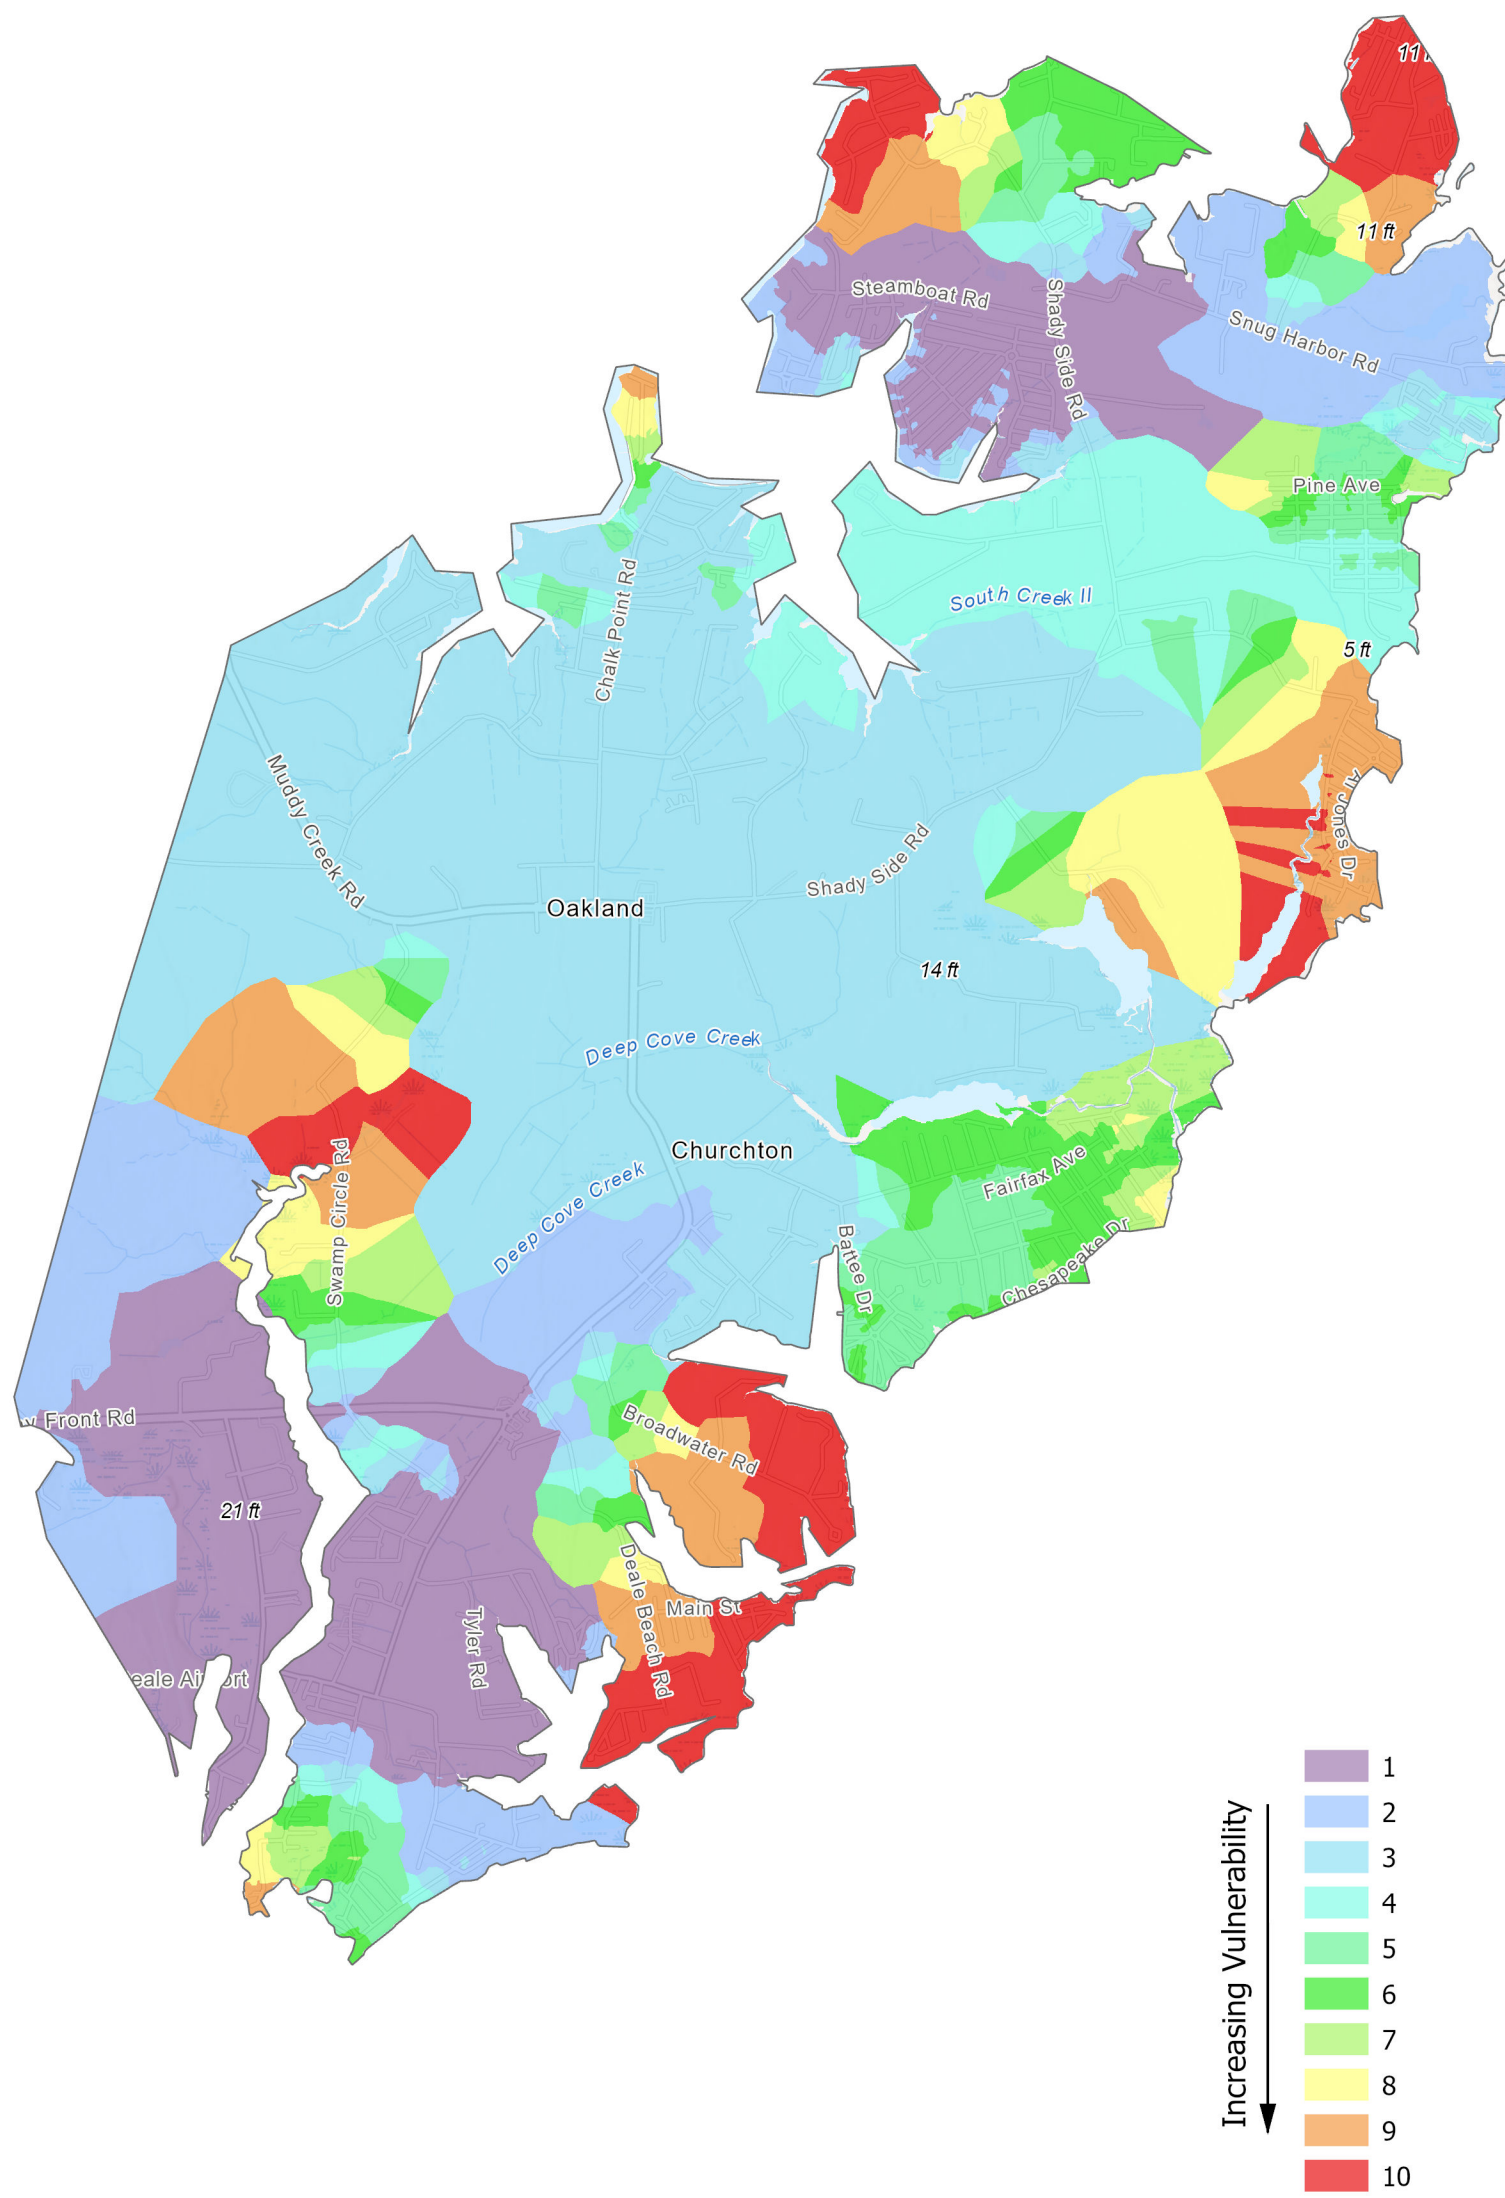 11
11 ft
Steamboat Rd
Shady Side Rd
Snug Harbor Rd
Pine Ave
South Creek II
Chalk Point Rd
5 ft
Muddy Creek Rd
Al Jones Dr
Shady Side Rd
Oakland
14 ft
Deep Cove Creek
Churchton
Swamp Circle Rd
Deep Cove Creek
Fairfax Ave
Battee Dr
Chesapeake Dr
Front Rd
Broadwater Rd
21 ft
Deale Beach Rd
Main St
Tyler Rd
eale Airport
Increasing Vulnerability
1
2
3
4
5
6
7
8
9
10